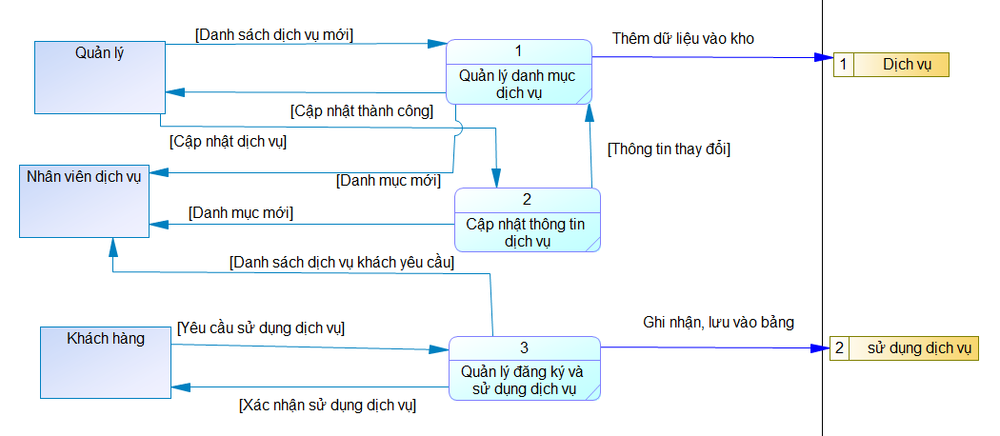 [Danh sách dịch vụ mới]
Quản lý
1
Quản lý danh mục
dịch vụ
Thêm dữ liệu vào kho
1 Dịch vụ
[Cập nhật thành công]
[Cập nhật dịch vụ]
[Thông tin thay đổi]
Nhân viên dịch vụ
[Danh mục mới]
[Danh mục mới]
2
Cập nhật thông tin
dịch vụ
[Danh sách dịch vụ khách yêu cầu]
Khách hàng
[Yêu cầu sử dụng dịch vụ]
3
Quản lý đăng ký và
sử dụng dịch vụ
Ghi nhận, lưu vào bảng
2 sử dụng dịch vụ
[Xác nhận sử dụng dịch vụ]